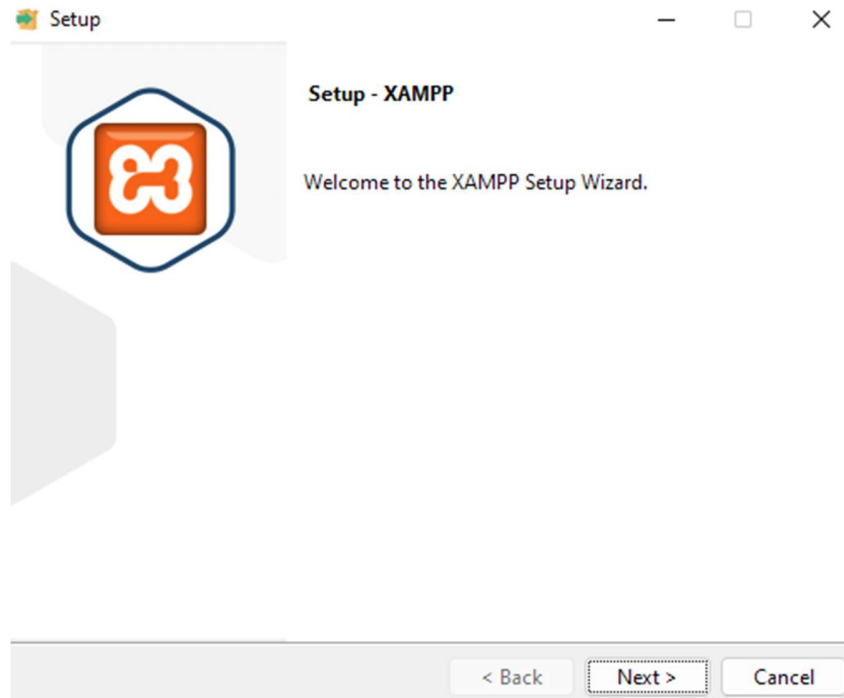 Setup
Setup - XAMPP
Welcome to the XAMPP Setup Wizard.
< Back
Next >
Cancel